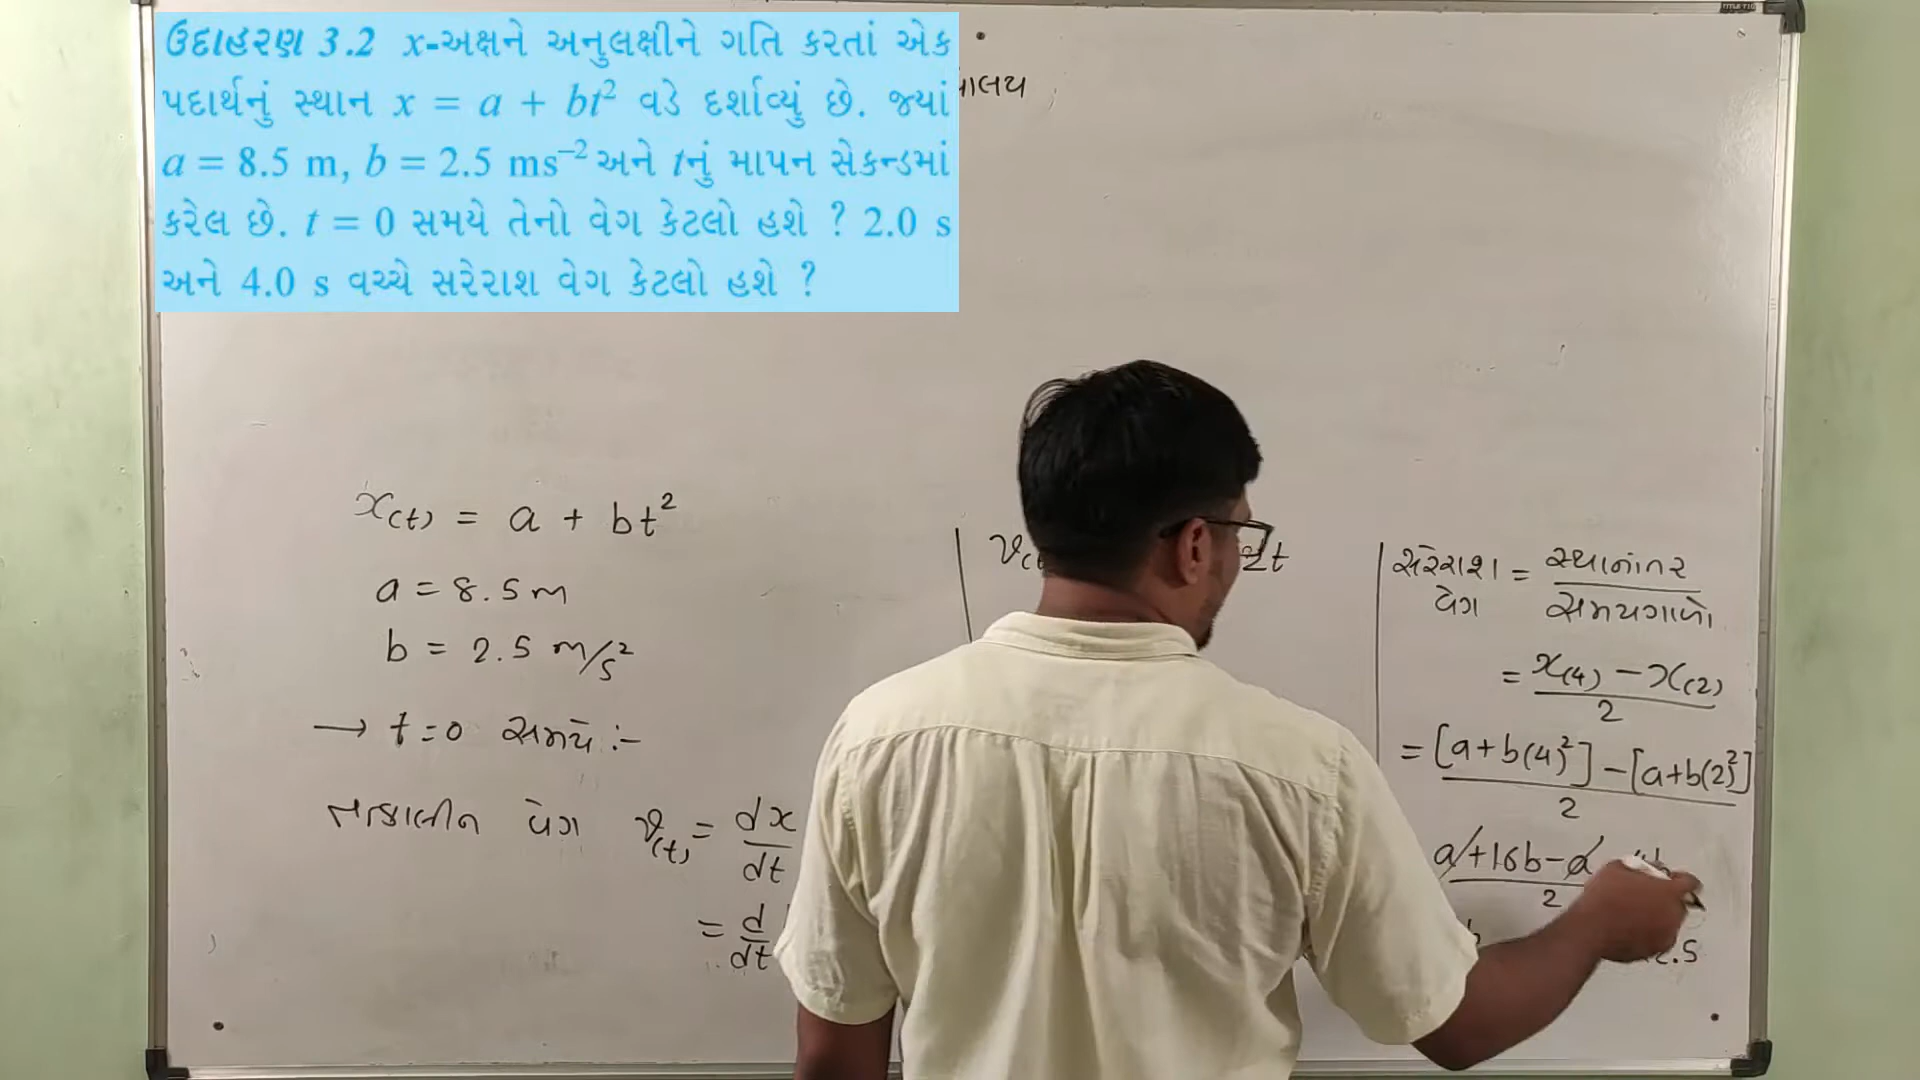 ઉદાહરણ 3.2 x-અક્ષને અનુલક્ષીને ગતિ કરતાં એક
પદાર્થનું સ્થાન x = a + bt² વડે દર્શાવ્યું છે. જ્યાં
a = 8.5 m, b = 2.5 ms⁻² અને tનું માપન સેકન્ડમાં
કરેલ છે. t = 0 સમયે તેનો વેગ કેટલો હશે ? 2.0 s
અને 4.0 s વચ્ચે સરેરાશ વેગ કેટલો હશે ?
x(t) = a + bt²
a = 8.5 m
b = 2.5 m/s²
→ t=0 સમયે :-
તત્કાલીન વેગ v(t) = dx/dt
= d/dt
સરેરાશ વેગ = સ્થાનાંતર/સમયગાળો
= x(4) - x(2)/2
= [a+b(4)²] - [a+b(2)²]/2
a+16b-a
2